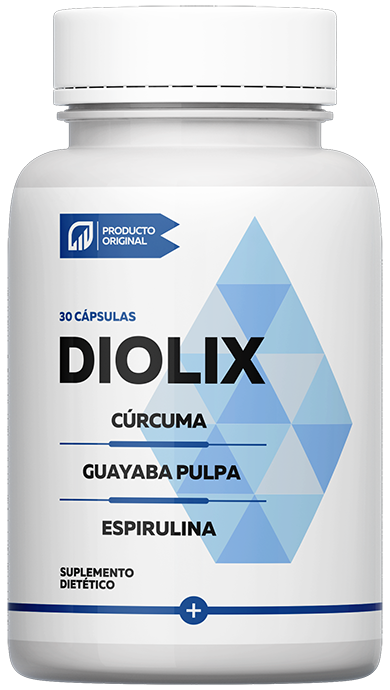 PRODUCTO
ORIGINAL
30 CÁPSULAS
DIOLIX
CÚRCUMA
GUAYABA PULPA
ESPIRULINA
SUPLEMENTO
DIETÉTICO